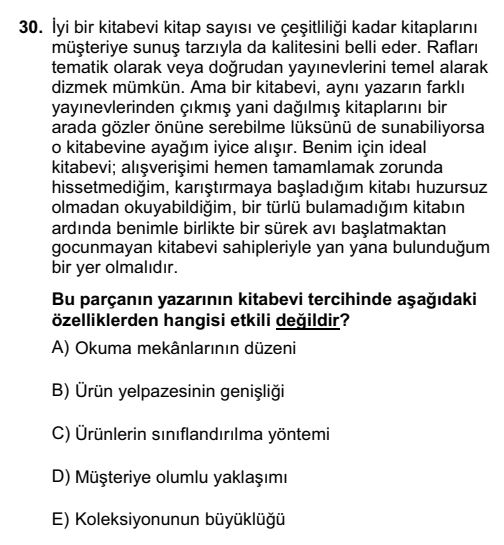 30. İyi bir kitabevi kitap sayısı ve çeşitliliği kadar kitaplarını
müşteriye sunuş tarzıyla da kalitesini belli eder. Rafları
tematik olarak veya doğrudan yayınevlerini temel alarak
dizmek mümkün. Ama bir kitabevi, aynı yazarın farklı
yayınevlerinden çıkmış yani dağılmış kitaplarını bir
arada gözler önüne serebilme lüksünü de sunabiliyorsa
o kitabevine ayağım iyice alışır. Benim için ideal
kitabevi; alışverişimi hemen tamamlamak zorunda
hissetmediğim, karıştırmaya başladığım kitabı huzursuz
olmadan okuyabildiğim, bir türlü bulamadığım kitabın
ardında benimle birlikte bir sürek avı başlatmaktan
gocunmayan kitabevi sahipleriyle yan yana bulunduğum
bir yer olmalıdır.
Bu parçanın yazarının kitabevi tercihinde aşağıdaki
özelliklerden hangisi etkili değildir?
A) Okuma mekânlarının düzeni
B) Ürün yelpazesinin genişliği
C) Ürünlerin sınıflandırılma yöntemi
D) Müşteriye olumlu yaklaşımı
E) Koleksiyonunun büyüklüğü